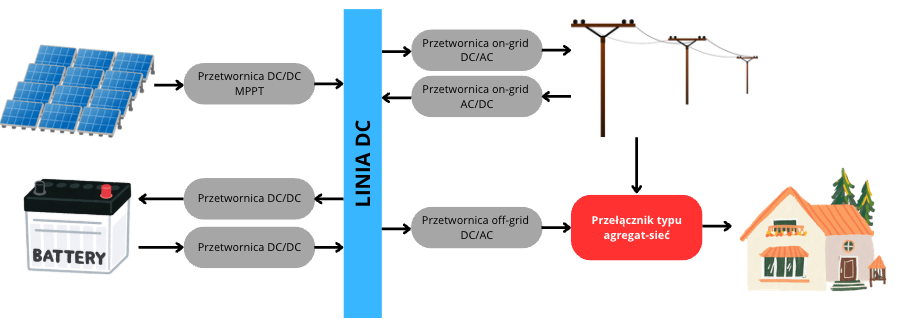 Przetwornica DC/DC
MPPT
Przetwornica DC/DC
Przetwornica DC/DC
BATTERY
LINIA DC
Przetwornica on-grid
DC/AC
Przetwornica on-grid
AC/DC
Przetwornica off-grid
DC/AC
Przełącznik typu
agregat-sieć